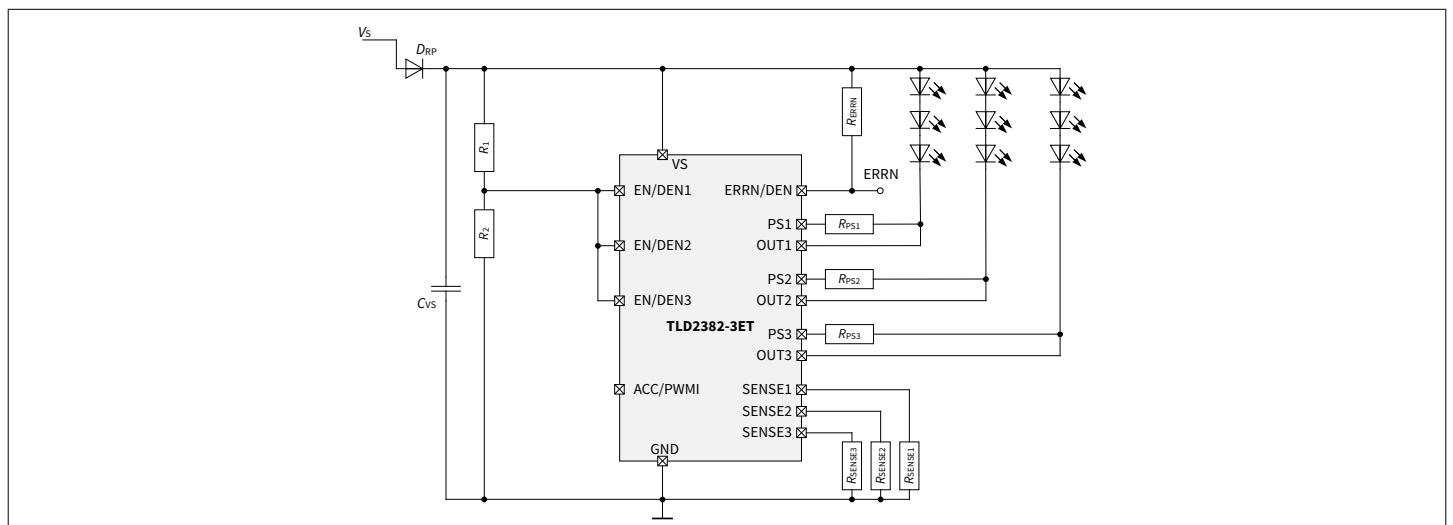 VS
DRP
R1
R2
CVS
RERRN
VS
EN/DEN1
EN/DEN2
EN/DEN3
ACC/PWMI
GND
TLD2382-3ET
ERRN/DEN
ERRN
PS1
RPS1
OUT1
PS2
RPS2
OUT2
PS3
RPS3
OUT3
SENSE1
SENSE2
SENSE3
RSENSE3
RSENSE2
RSENSE1